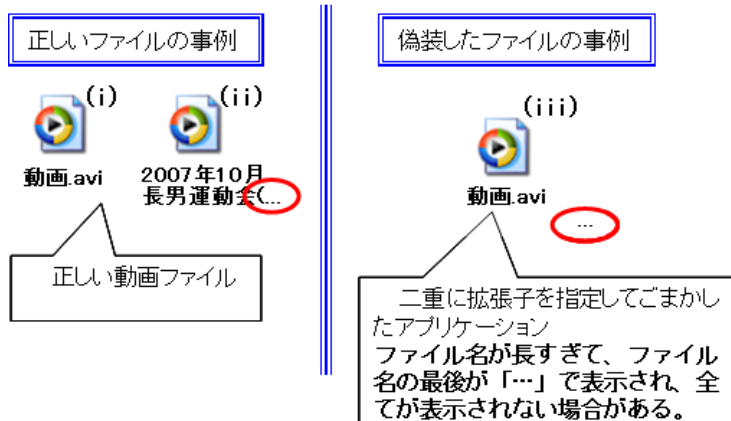 正しいファイルの事例
偽装したファイルの事例
(i)
(ii)
(iii)
動画.avi
2007年10月
長男運動会(...
動画.avi
...
正しい動画ファイル
二重に拡張子を指定してごまかし
たアプリケーション
ファイル名が長すぎて、ファイル
名の最後が「…」で表示され、全
てが表示されない場合がある。